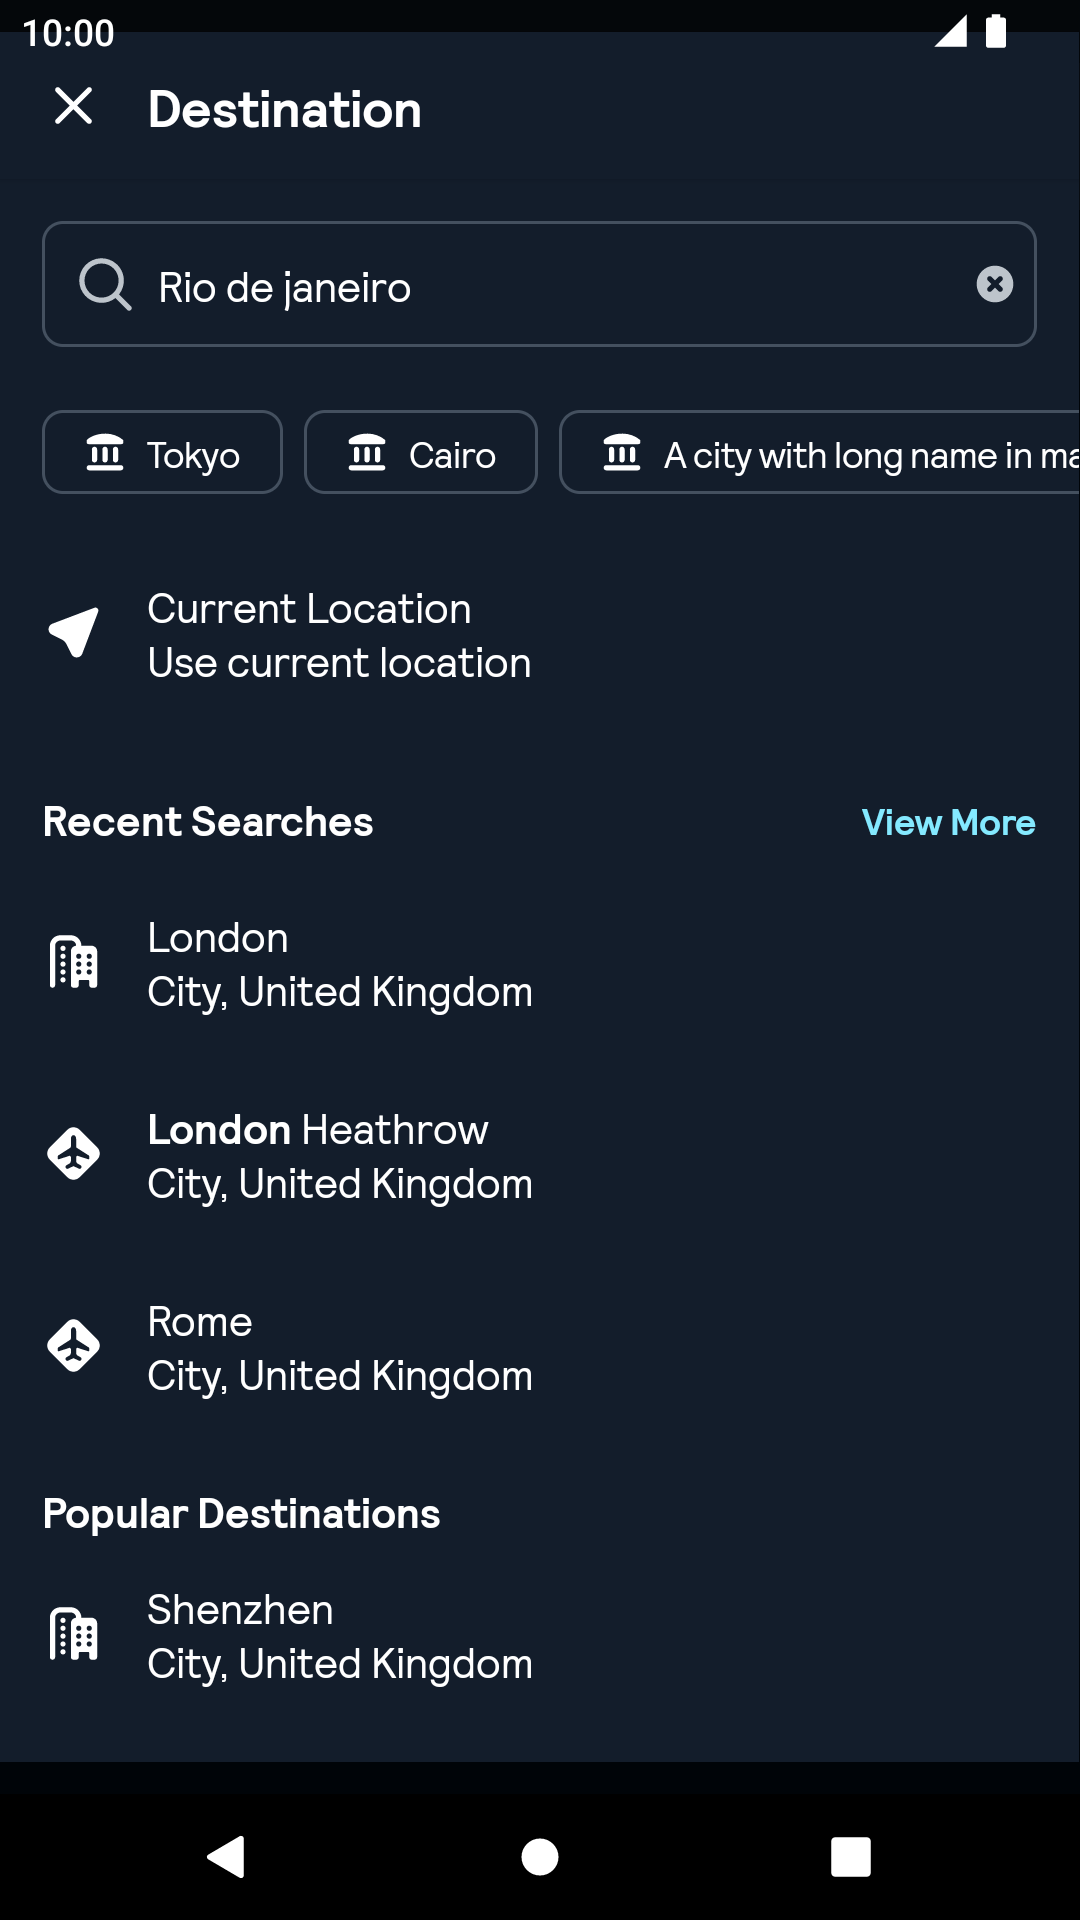 10:00
Destination
Rio de janeiro
Tokyo
Cairo
A city with long name in ma
Current Location
Use current location
Recent Searches
View More
London
City, United Kingdom
London Heathrow
City, United Kingdom
Rome
City, United Kingdom
Popular Destinations
Shenzhen
City, United Kingdom